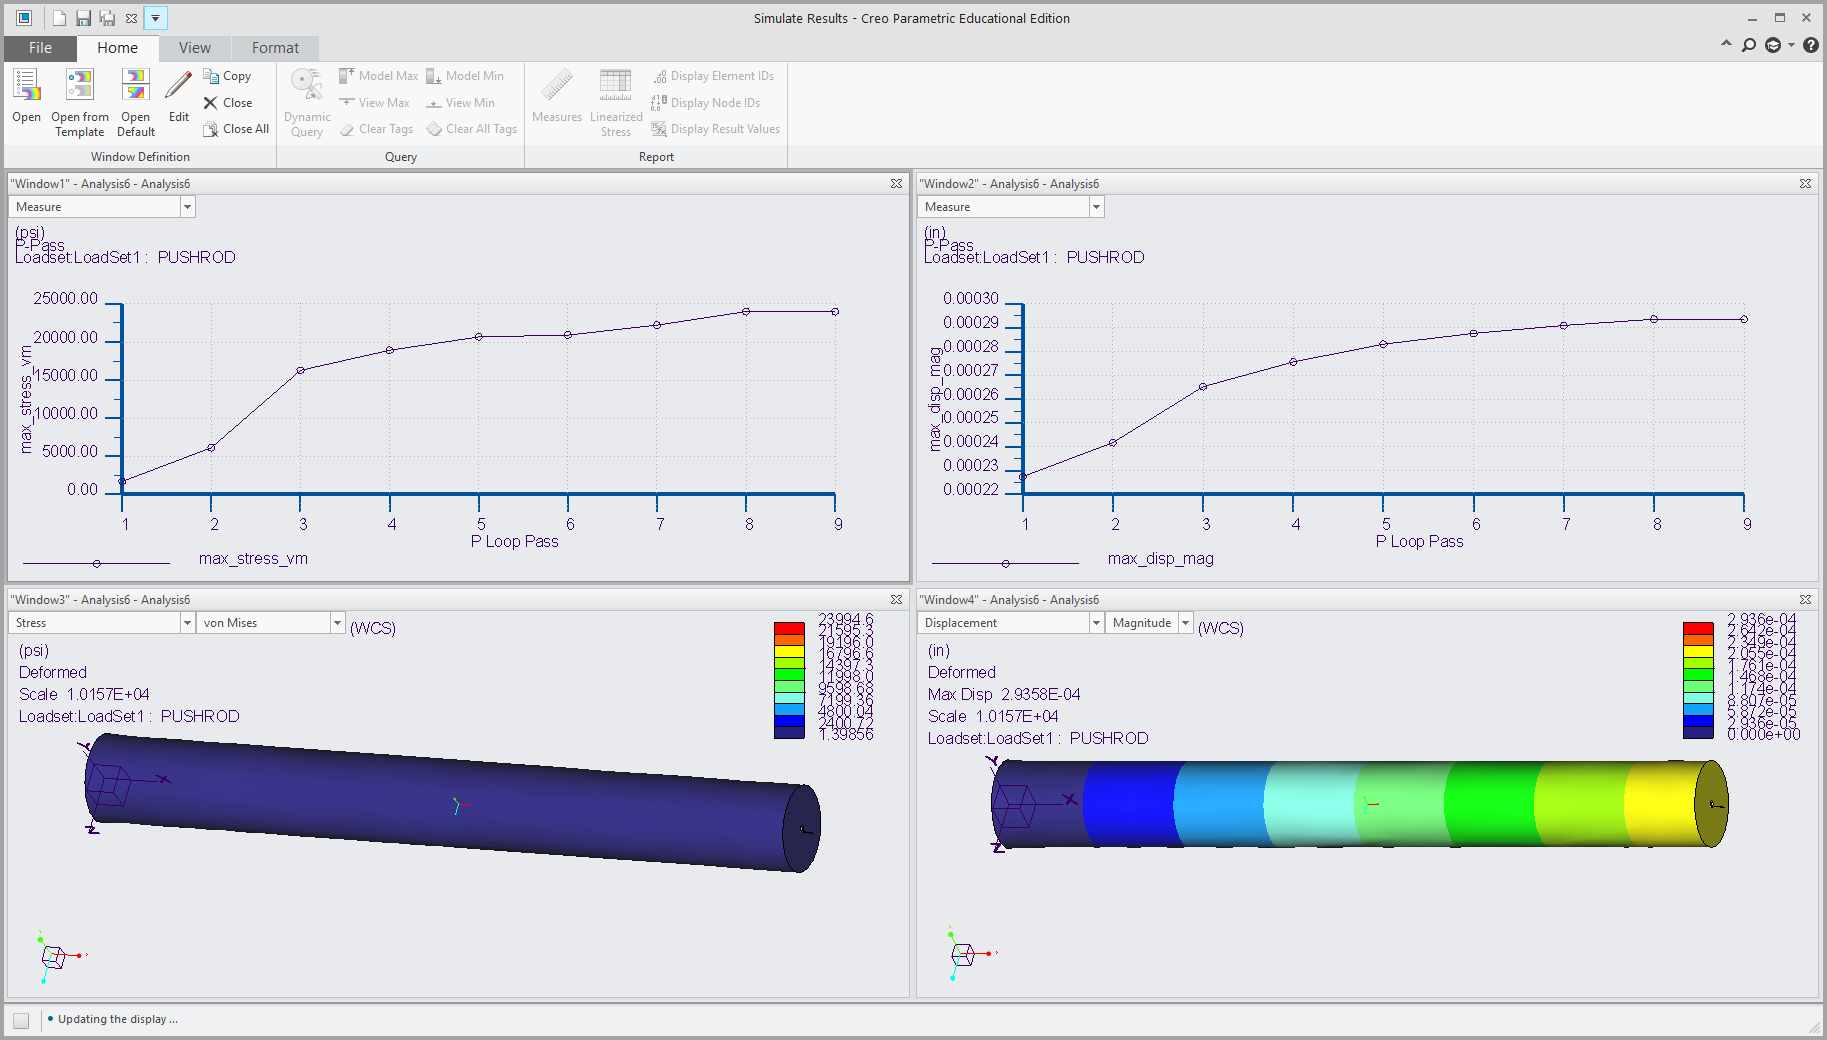 Simulate Results - Creo Parametric Educational Edition
File Home View Format
Open
Open from Template
Open Default
Edit
Copy
Close
Close All
Window Definition
Dynamic Query
Model Max
Model Min
View Max
View Min
Clear Tags
Clear All Tags
Query
Measures
Linearized Stress
Display Element IDs
Display Node IDs
Display Result Values
Report
"Window1" - Analysis6 - Analysis6
Measure
(psi)
P-Pass
Loadset:LoadSet1 : PUSHROD
25000.00
20000.00
15000.00
10000.00
5000.00
0.00
max_stress_vm
1 2 3 4 5 6 7 8 9
P Loop Pass
max_stress_vm
"Window2" - Analysis6 - Analysis6
Measure
(in)
P-Pass
Loadset:LoadSet1 : PUSHROD
0.00030
0.00029
0.00028
0.00027
0.00026
0.00025
0.00024
0.00023
0.00022
max_disp_mag
1 2 3 4 5 6 7 8 9
P Loop Pass
max_disp_mag
"Window3" - Analysis6 - Analysis6
Stress
von Mises
(WCS)
(psi)
Deformed
Scale 1.0157E+04
Loadset:LoadSet1 : PUSHROD
23994.6
21595.3
19196.0
16796.6
14397.3
11998.0
9598.68
7199.36
4800.04
2400.72
1.39856
Y
X
Z
"Window4" - Analysis6 - Analysis6
Displacement
Magnitude
(WCS)
(in)
Deformed
Max Disp 2.9358E-04
Scale 1.0157E+04
Loadset:LoadSet1 : PUSHROD
2.936e-04
2.642e-04
2.349e-04
2.055e-04
1.761e-04
1.468e-04
1.174e-04
8.807e-05
5.872e-05
2.936e-05
0.000e+00
Y
X
Z
Updating the display ...